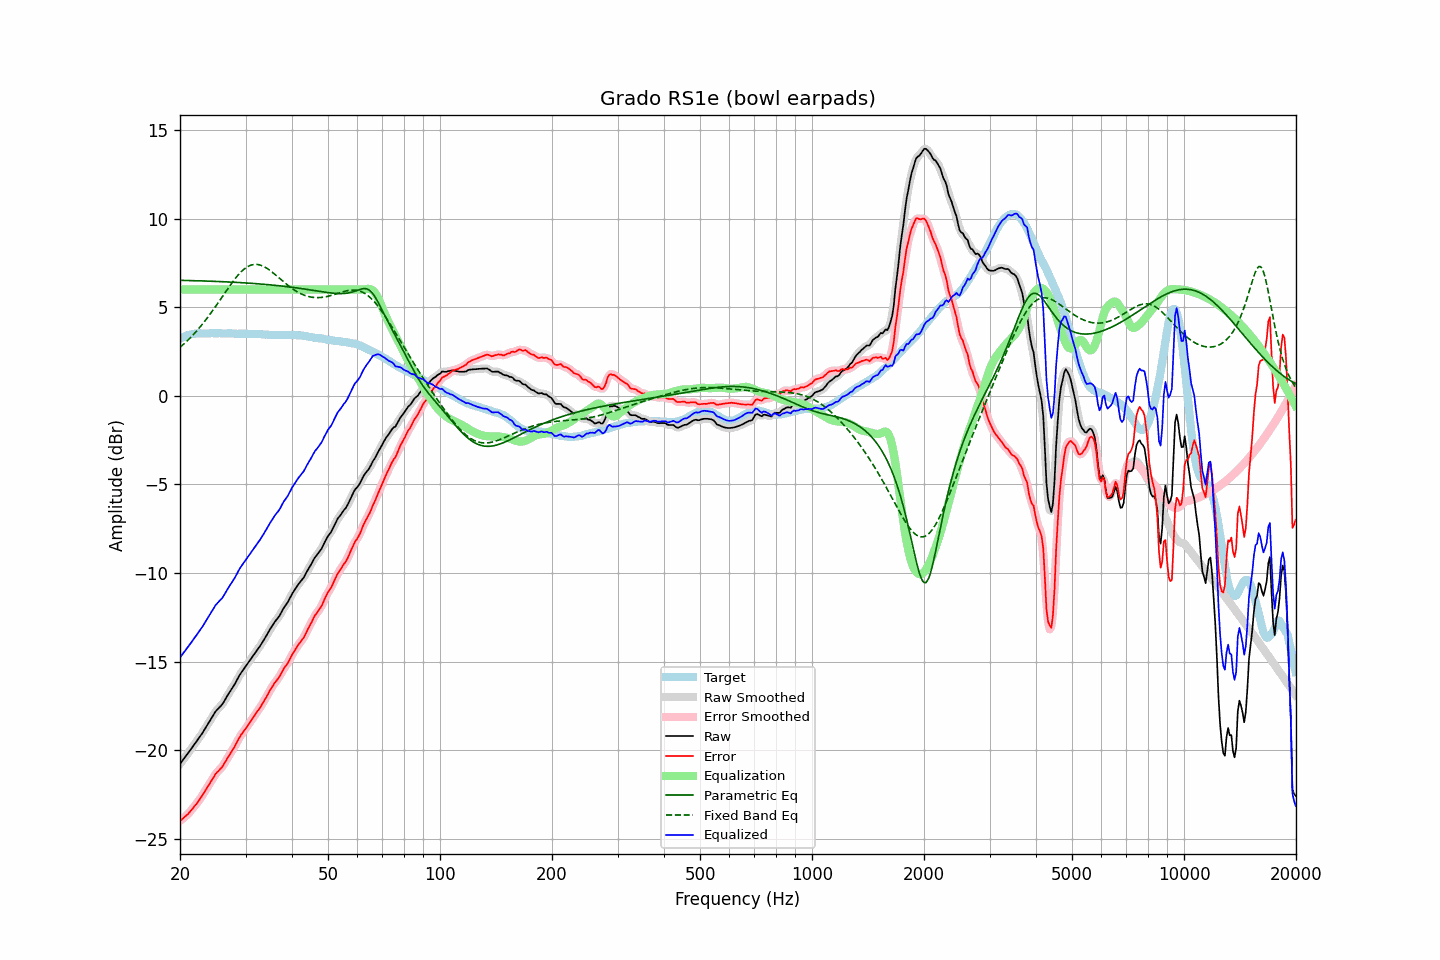 Grado RS1e (bowl earpads)
Amplitude (dBr)
15
10
5
0
−5
−10
−15
−20
−25
Target
Raw Smoothed
Error Smoothed
Raw
Error
Equalization
Parametric Eq
Fixed Band Eq
Equalized
20 50 100 200 500 1000 2000 5000 10000 20000
Frequency (Hz)